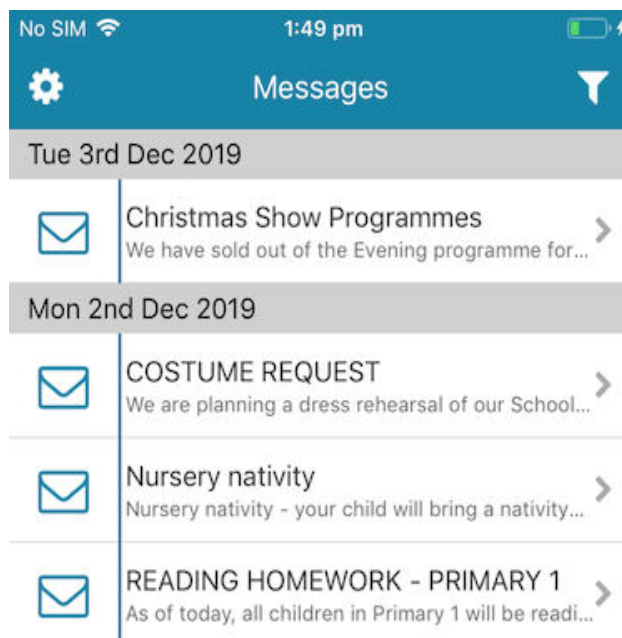 No SIM 1:49 pm
Messages
Tue 3rd Dec 2019
Christmas Show Programmes
We have sold out of the Evening programme for...
Mon 2nd Dec 2019
COSTUME REQUEST
We are planning a dress rehearsal of our School...
Nursery nativity
Nursery nativity - your child will bring a nativity...
READING HOMEWORK - PRIMARY 1
As of today, all children in Primary 1 will be readi...